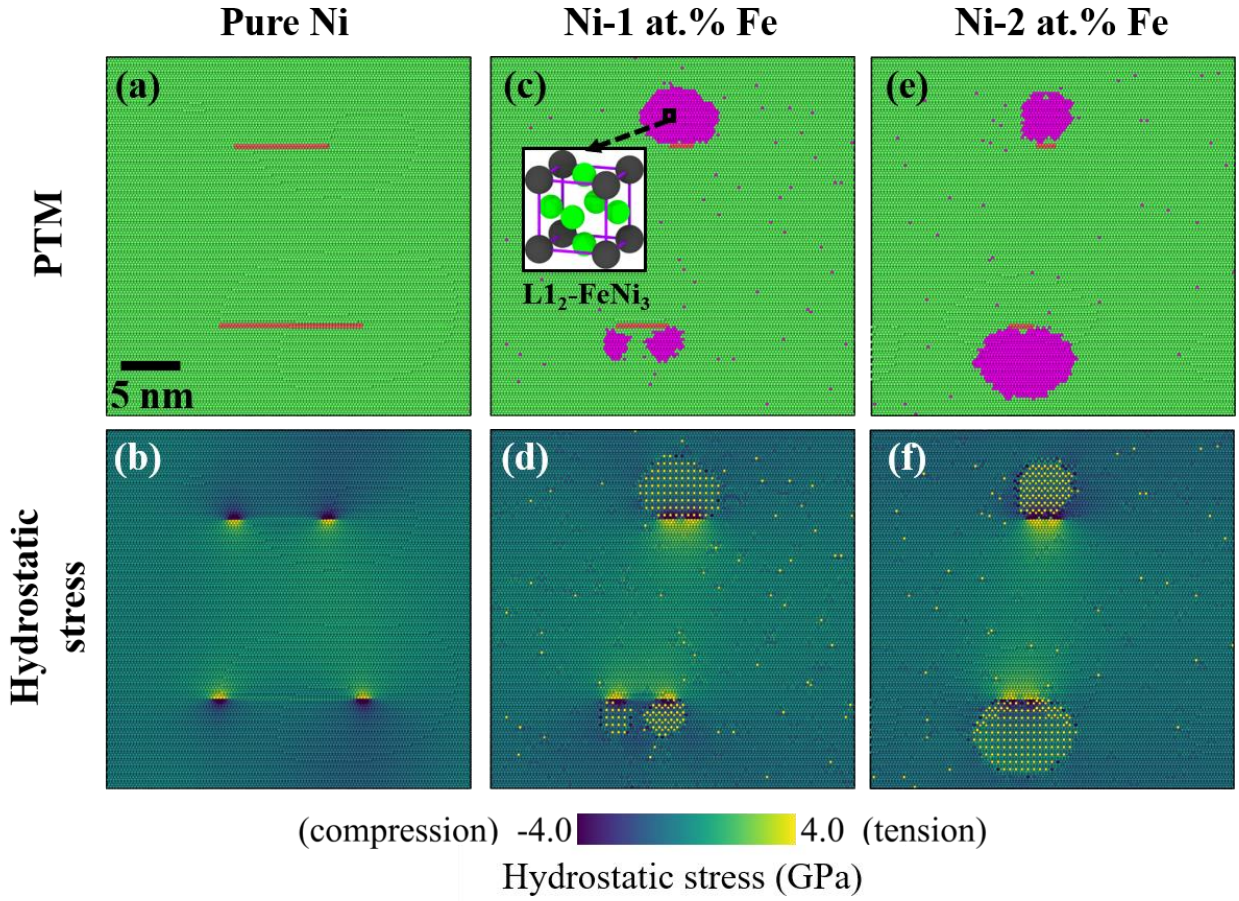 Pure Ni
Ni-1 at.% Fe
Ni-2 at.% Fe
PTM
(a)
(c)
(e)
L1₂-FeNi₃
5 nm
Hydrostatic
stress
(b)
(d)
(f)
(compression) -4.0 4.0 (tension)
Hydrostatic stress (GPa)